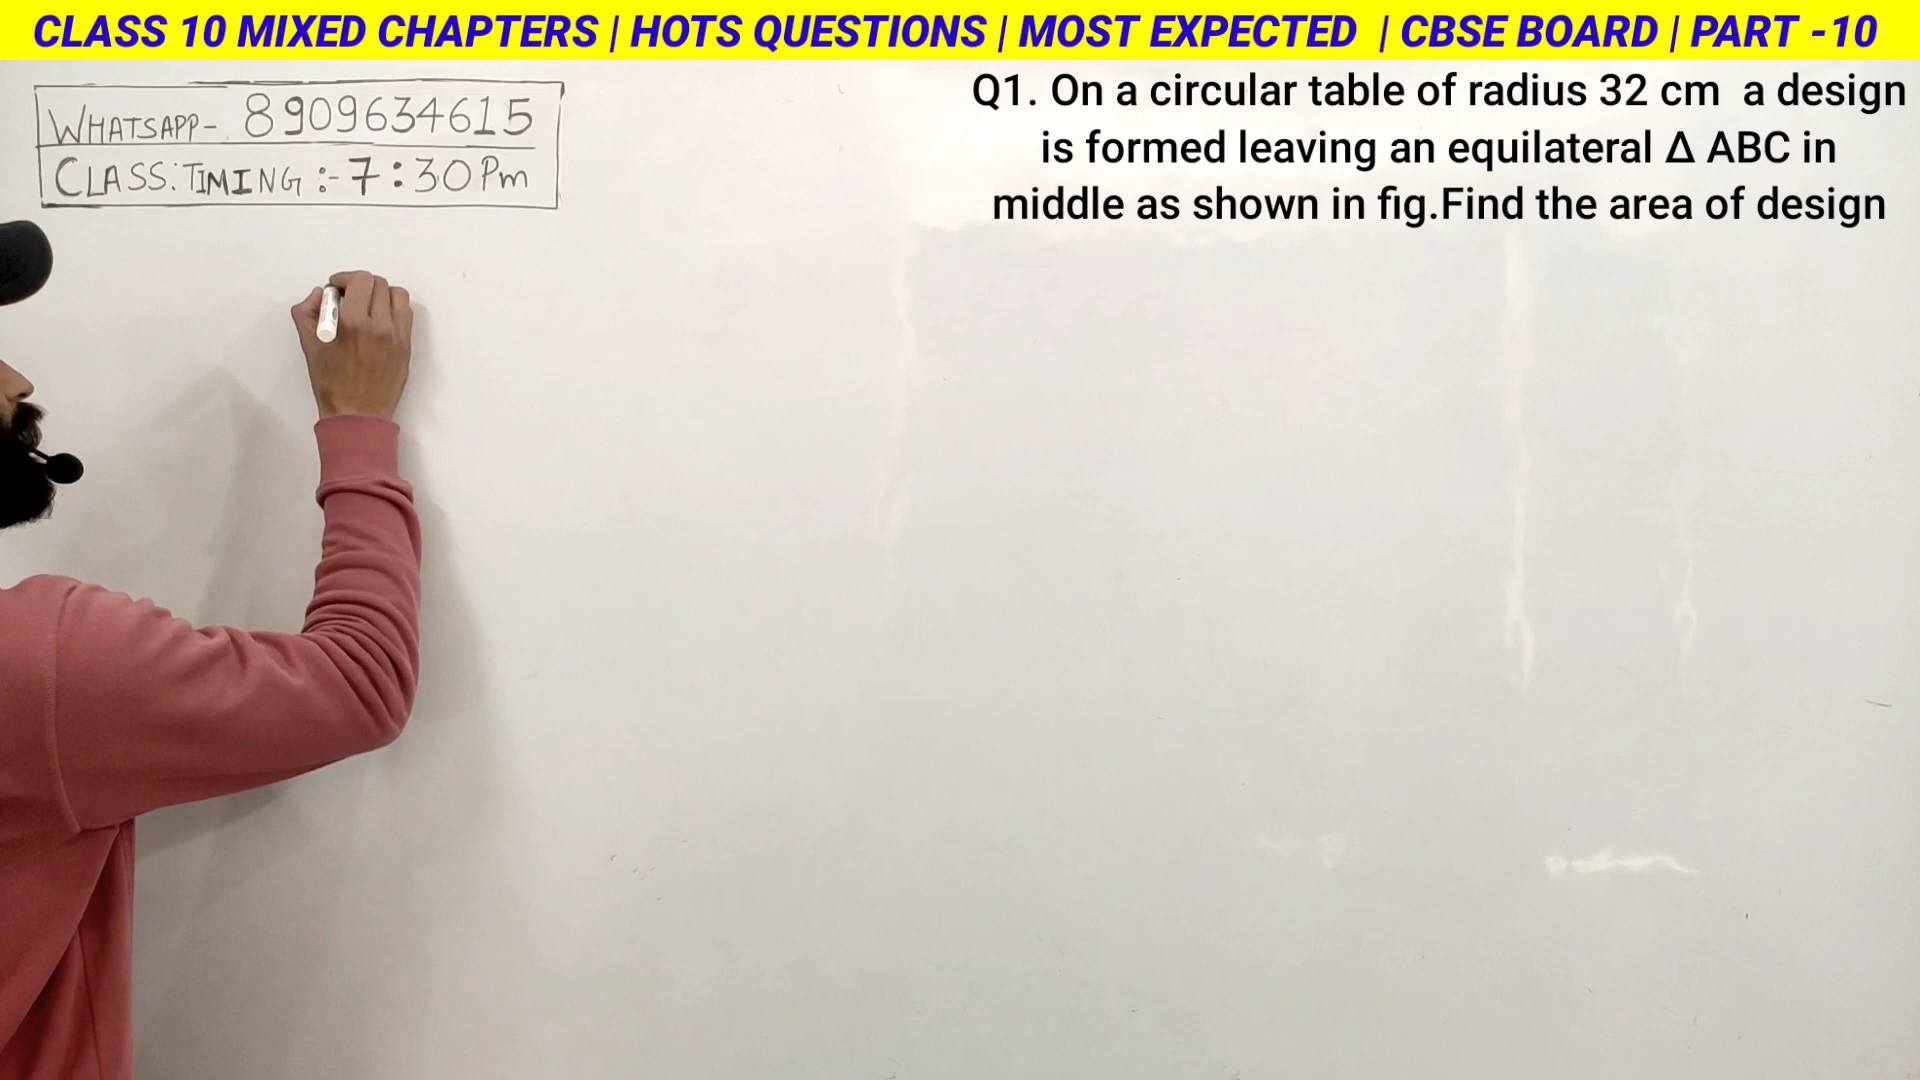 CLASS 10 MIXED CHAPTERS | HOTS QUESTIONS | MOST EXPECTED | CBSE BOARD | PART -10
WHATSAPP- 8909634615
CLASS:TIMING :- 7:30 Pm
Q1. On a circular table of radius 32 cm a design
is formed leaving an equilateral Δ ABC in
middle as shown in fig.Find the area of design